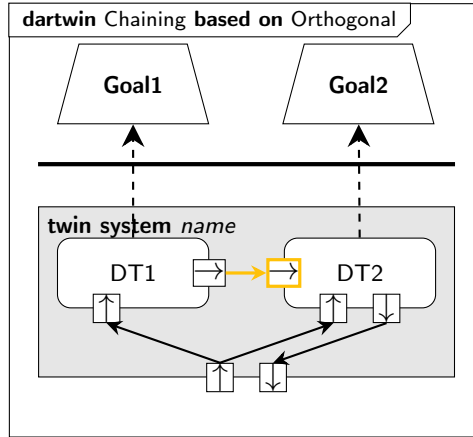 dartwin Chaining based on Orthogonal
Goal1
Goal2
twin system name
DT1
DT2